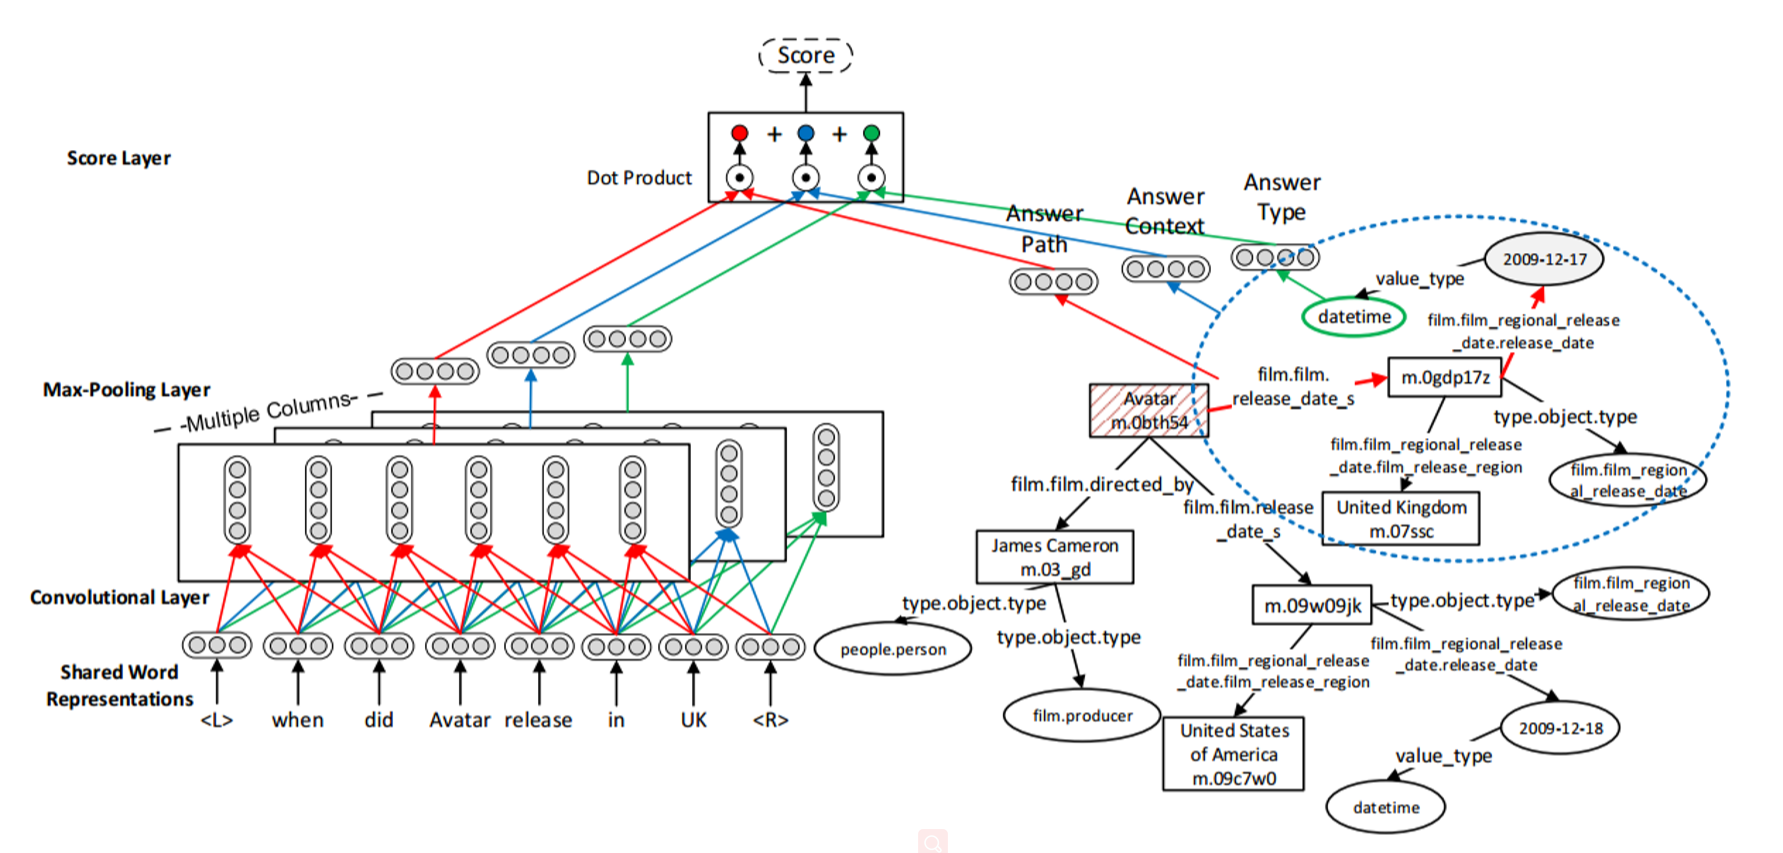 Score
Score Layer
+ +
Dot Product
Answer
Path
Answer
Context
Answer
Type
2009-12-17
value_type
datetime
film.film_regional_release
_date.release_date
film.film.
release_date_s
m.0gdp17z
Avatar
m.0bth54
type.object.type
film.film_regional_release
_date.film_release_region
film.film_region
al_release_date
United Kingdom
m.07ssc
film.film.directed_by
film.film.release
_date_s
James Cameron
m.03_gd
type.object.type
people.person
type.object.type
film.producer
m.09w09jk
type.object.type
film.film_region
al_release_date
film.film_regional_release
_date.release_date
film.film_regional_release
_date.film_release_region
United States
of America
m.09c7w0
2009-12-18
value_type
datetime
Max-Pooling Layer
-Multiple Columns-
Convolutional Layer
Shared Word
Representations
<L> when did Avatar release in UK <R>